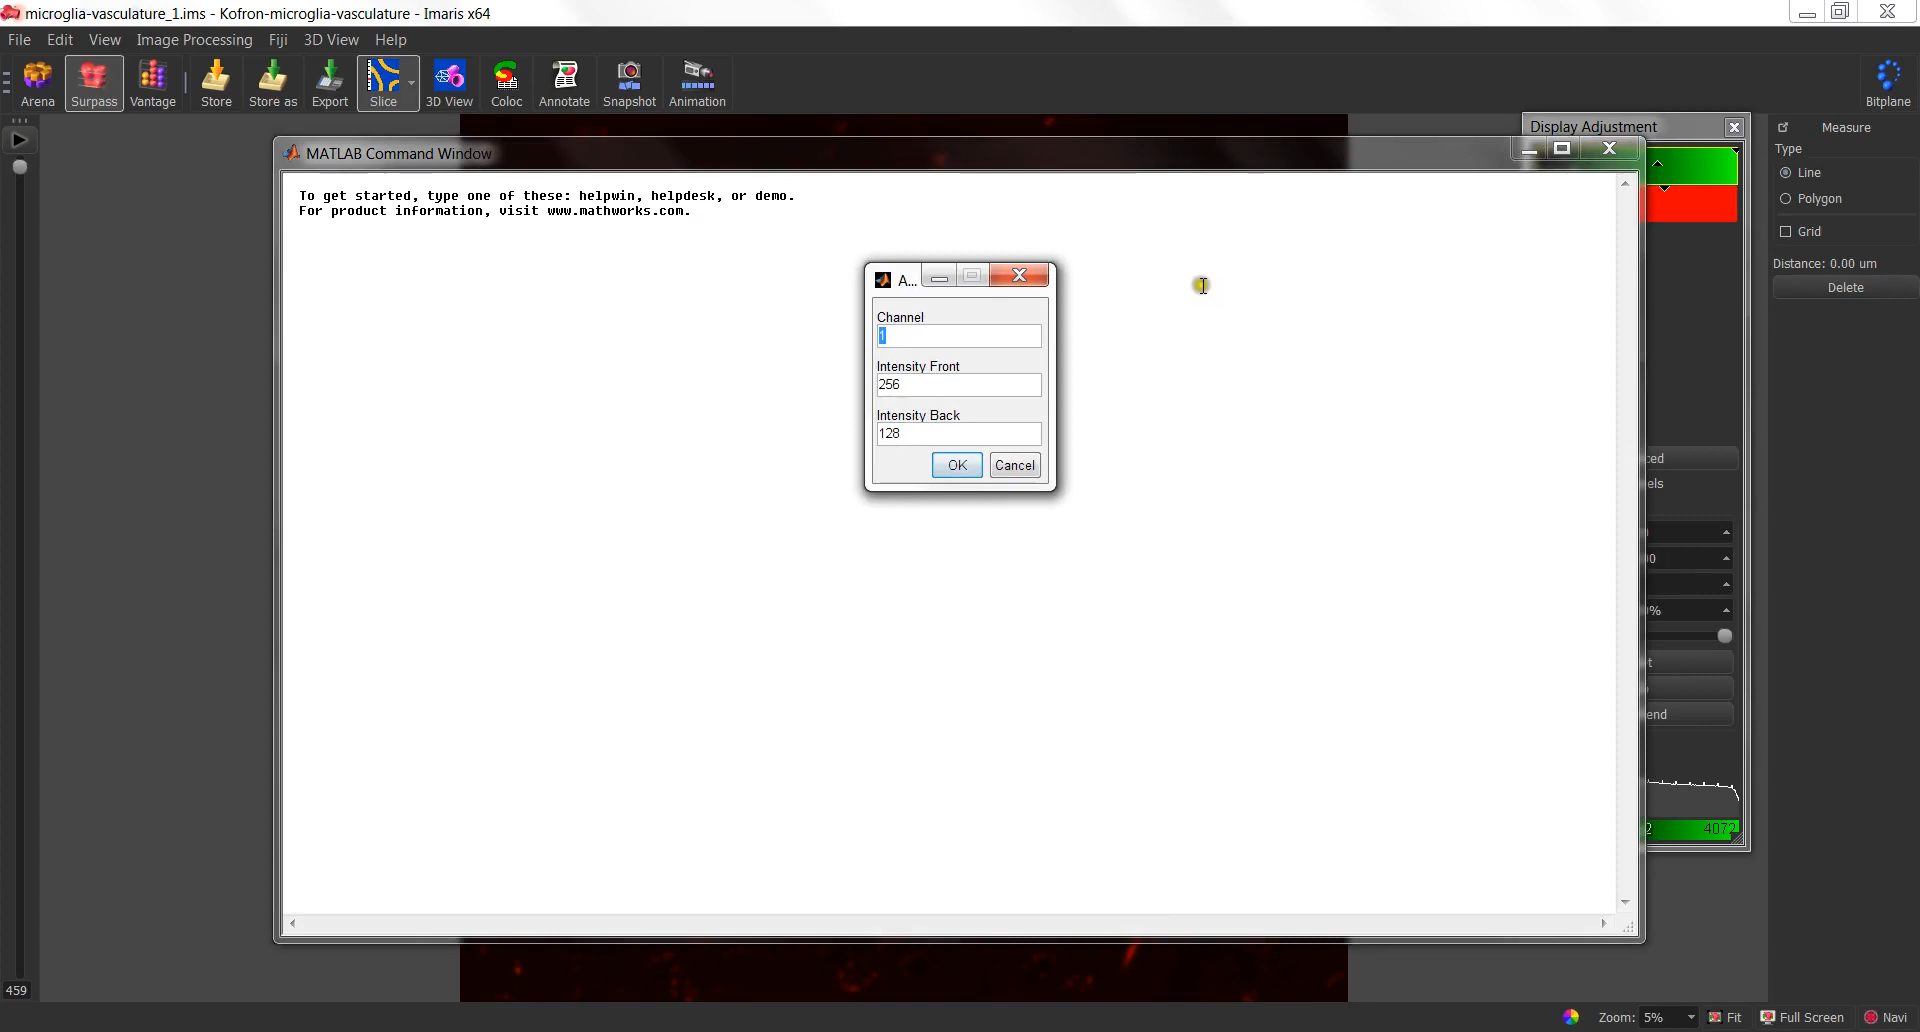 microglia-vasculature_1.ims - Kofron-microglia-vasculature - Imaris x64
File Edit View Image Processing Fiji 3D View Help
Arena Surpass Vantage Store Store as Export Slice 3D View Coloc Annotate Snapshot Animation Bitplane
Display Adjustment
Measure
Type
Line
Polygon
Grid
Distance: 0.00 um
Delete
MATLAB Command Window
To get started, type one of these: helpwin, helpdesk, or demo.
For product information, visit www.mathworks.com.
A...
Channel
1
Intensity Front
256
Intensity Back
128
OK Cancel
4072
459
Zoom: 5% Fit Full Screen Navi